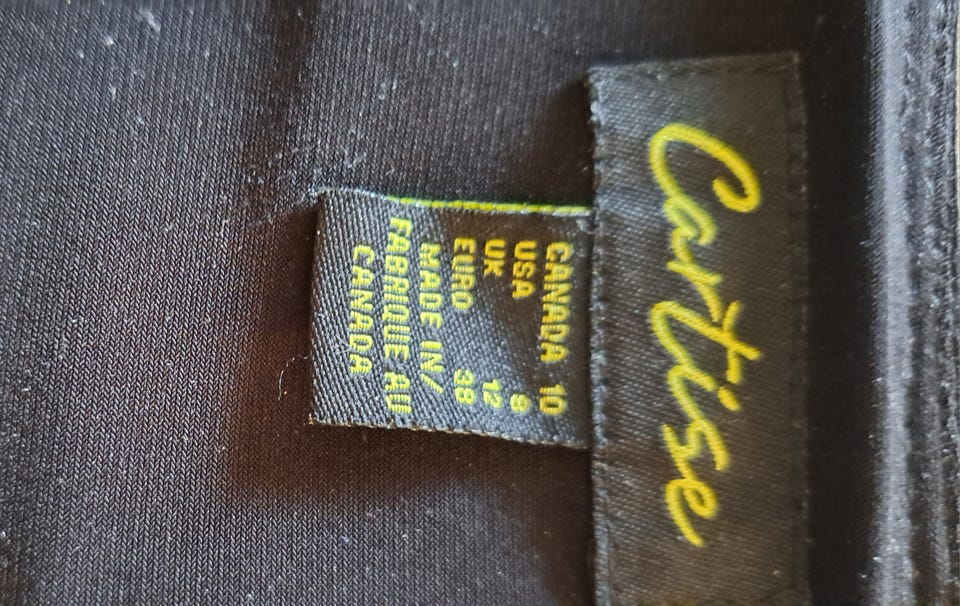 Cartise
CANADA 10
USA 8
UK 12
EURO 38
MADE IN/
FABRIQUE AU
CANADA